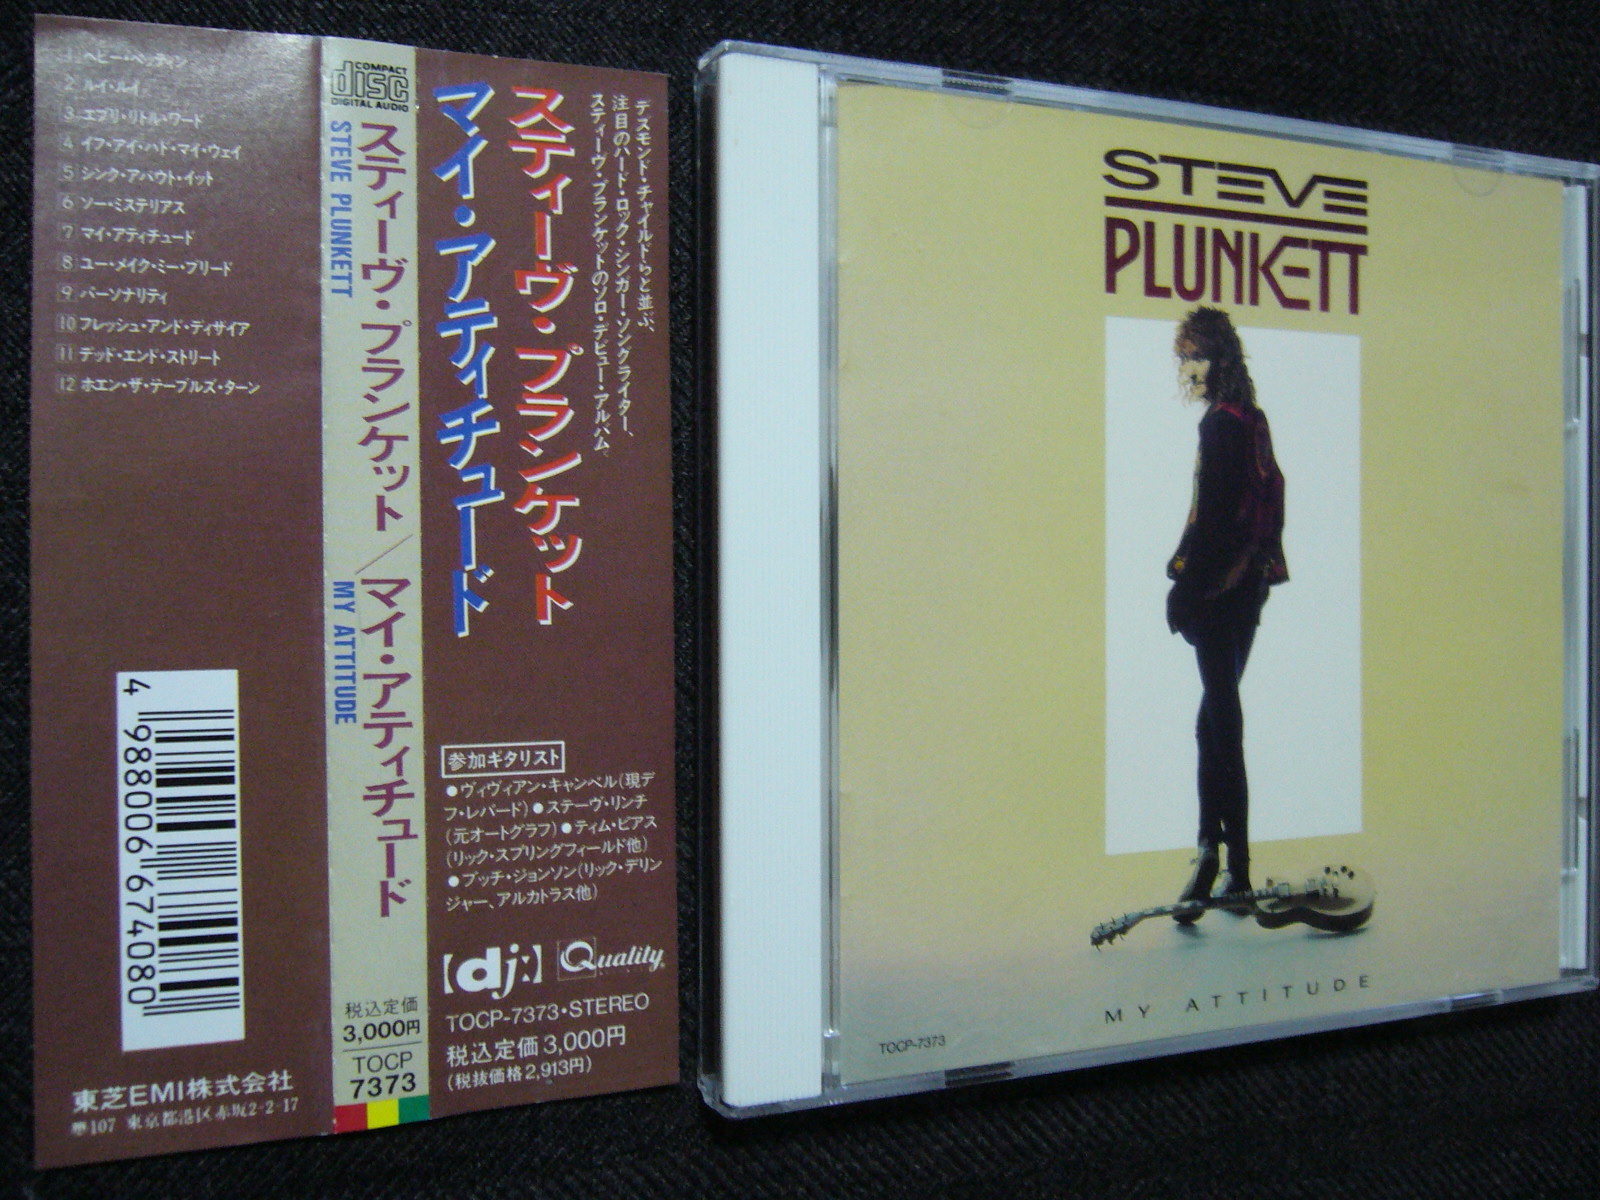 1 ヘビー・ペッティン
2 ルイ・ルイ
3 エブリ・リトル・ワード
4 イフ・アイ・ハド・マイ・ウェイ
5 シンク・アバウト・イット
6 ソー・ミステリアス
7 マイ・アティチュード
8 ユー・メイク・ミー・ブリード
9 パーソナリティ
10 フレッシュ・アンド・ディザイア
11 デッド・エンド・ストリート
12 ホエン・ザ・テーブルズ・ターン
4 988006 674080
東芝EMI株式会社
〒107 東京都港区赤坂2-2-17
COMPACT
disc
DIGITAL AUDIO
スティーヴ・プランケット/マイ・アティチュード
STEVE PLUNKETT MY ATTITUDE
税込定価
3,000円
TOCP
7373
デスモンド・チャイルドらと並ぶ、
注目のハード・ロック・シンガー・ソングライター、
スティーヴ・プランケットのソロ・デビュー・アルバム。
スティーヴ・プランケット
マイ・アティチュード
参加ギタリスト
●ヴィヴィアン・キャンベル(現デ
フ・レパード)●ステーヴ・リンチ
(元オートグラフ)●ティム・ピアス
(リック・スプリングフィールド他)
●ブッチ・ジョンソン(リック・デリン
ジャー、アルカトラス他)
【dj:】 Quality
TOCP-7373・STEREO
税込定価3,000円
(税抜価格2,913円)
STEVE
PLUNKETT
MY ATTITUDE
TOCP-7373